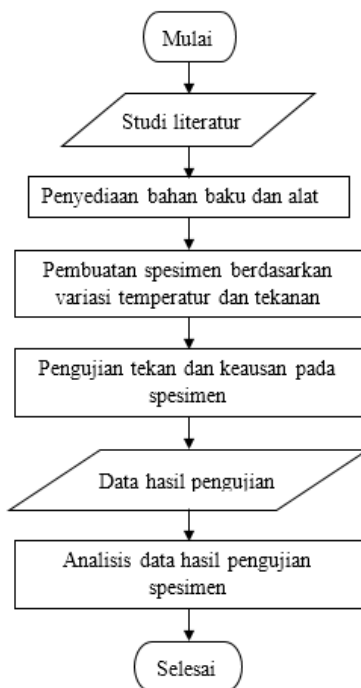 Mulai
Studi literatur
Penyediaan bahan baku dan alat
Pembuatan spesimen berdasarkan
variasi temperatur dan tekanan
Pengujian tekan dan keausan pada
spesimen
Data hasil pengujian
Analisis data hasil pengujian
spesimen
Selesai